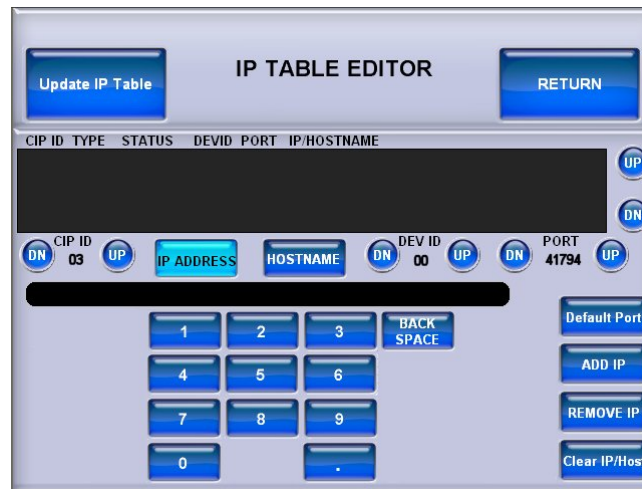 Update IP Table
IP TABLE EDITOR
RETURN
CIP ID TYPE STATUS DEVID PORT IP/HOSTNAME
UP
DN
CIP ID
DEV ID
PORT
DN 03 UP IP ADDRESS HOSTNAME DN 00 UP DN 41794 UP
Default Port
1 2 3 BACK SPACE
ADD IP
4 5 6
REMOVE IP
7 8 9
Clear IP/Hos
0 .